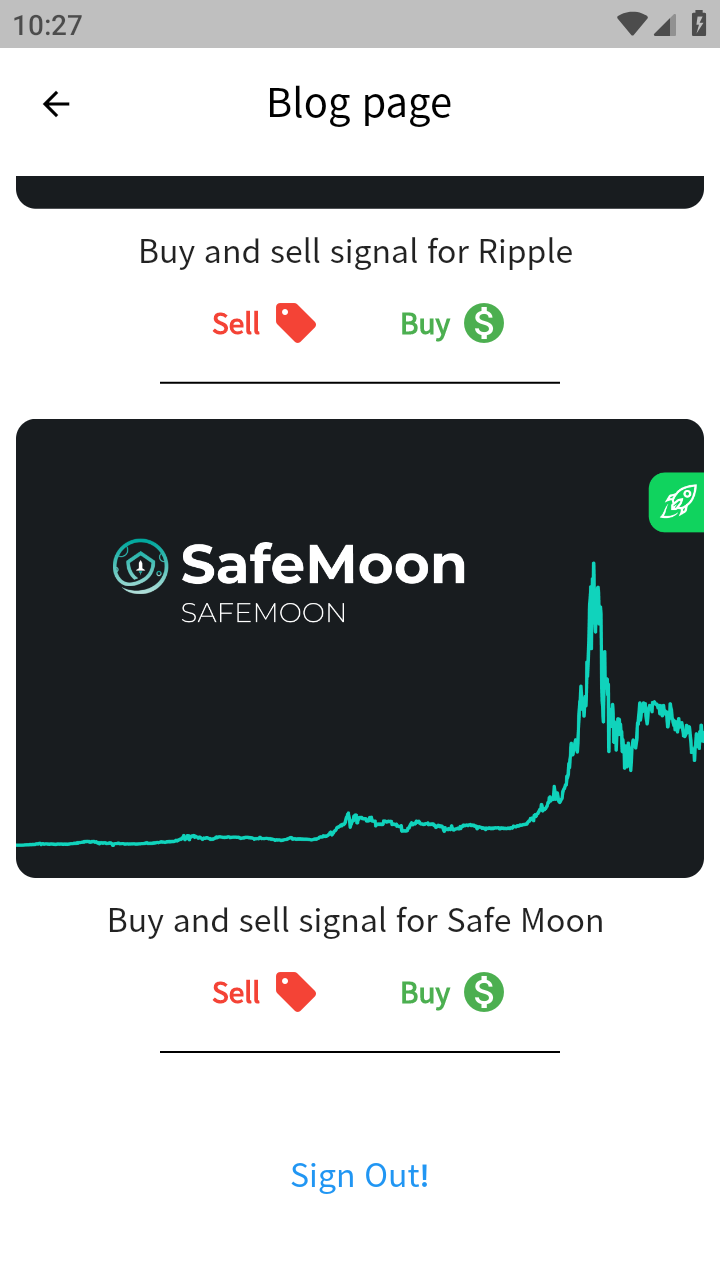 10:27
Blog page
Buy and sell signal for Ripple
Sell Buy
SafeMoon
SAFEMOON
Buy and sell signal for Safe Moon
Sell Buy
Sign Out!